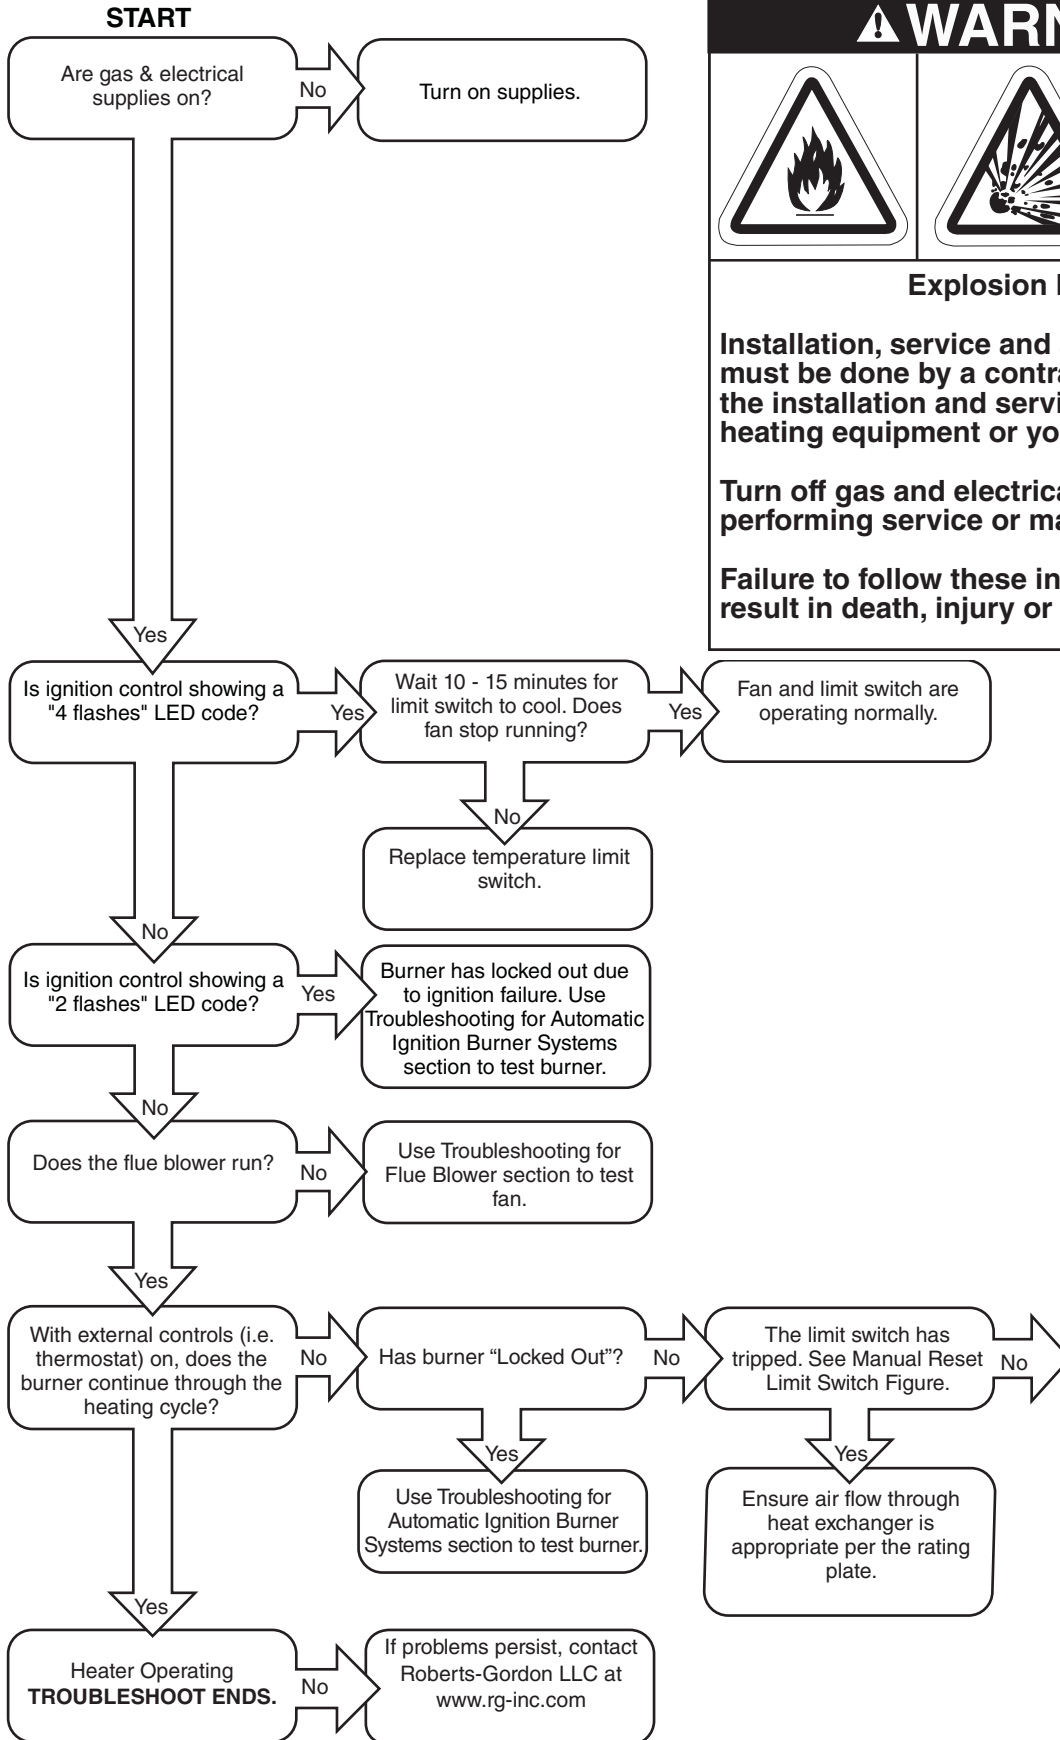 START
Are gas & electrical
supplies on?
No
Turn on supplies.
WARN
Explosion
Installation, service and
must be done by a contra
the installation and servi
heating equipment or yo
Turn off gas and electrica
performing service or ma
Failure to follow these in
result in death, injury or
Yes
Is ignition control showing a
"4 flashes" LED code?
Yes
Wait 10 - 15 minutes for
limit switch to cool. Does
fan stop running?
Yes
Fan and limit switch are
operating normally.
No
Replace temperature limit
switch.
No
Is ignition control showing a
"2 flashes" LED code?
Yes
Burner has locked out due
to ignition failure. Use
Troubleshooting for Automatic
Ignition Burner Systems
section to test burner.
No
Does the flue blower run?
No
Use Troubleshooting for
Flue Blower section to test
fan.
Yes
With external controls (i.e.
thermostat) on, does the
burner continue through the
heating cycle?
No
Has burner “Locked Out”?
No
The limit switch has
tripped. See Manual Reset
Limit Switch Figure.
No
Yes
Use Troubleshooting for
Automatic Ignition Burner
Systems section to test burner.
Yes
Ensure air flow through
heat exchanger is
appropriate per the rating
plate.
Yes
Heater Operating
TROUBLESHOOT ENDS.
No
If problems persist, contact
Roberts-Gordon LLC at
www.rg-inc.com